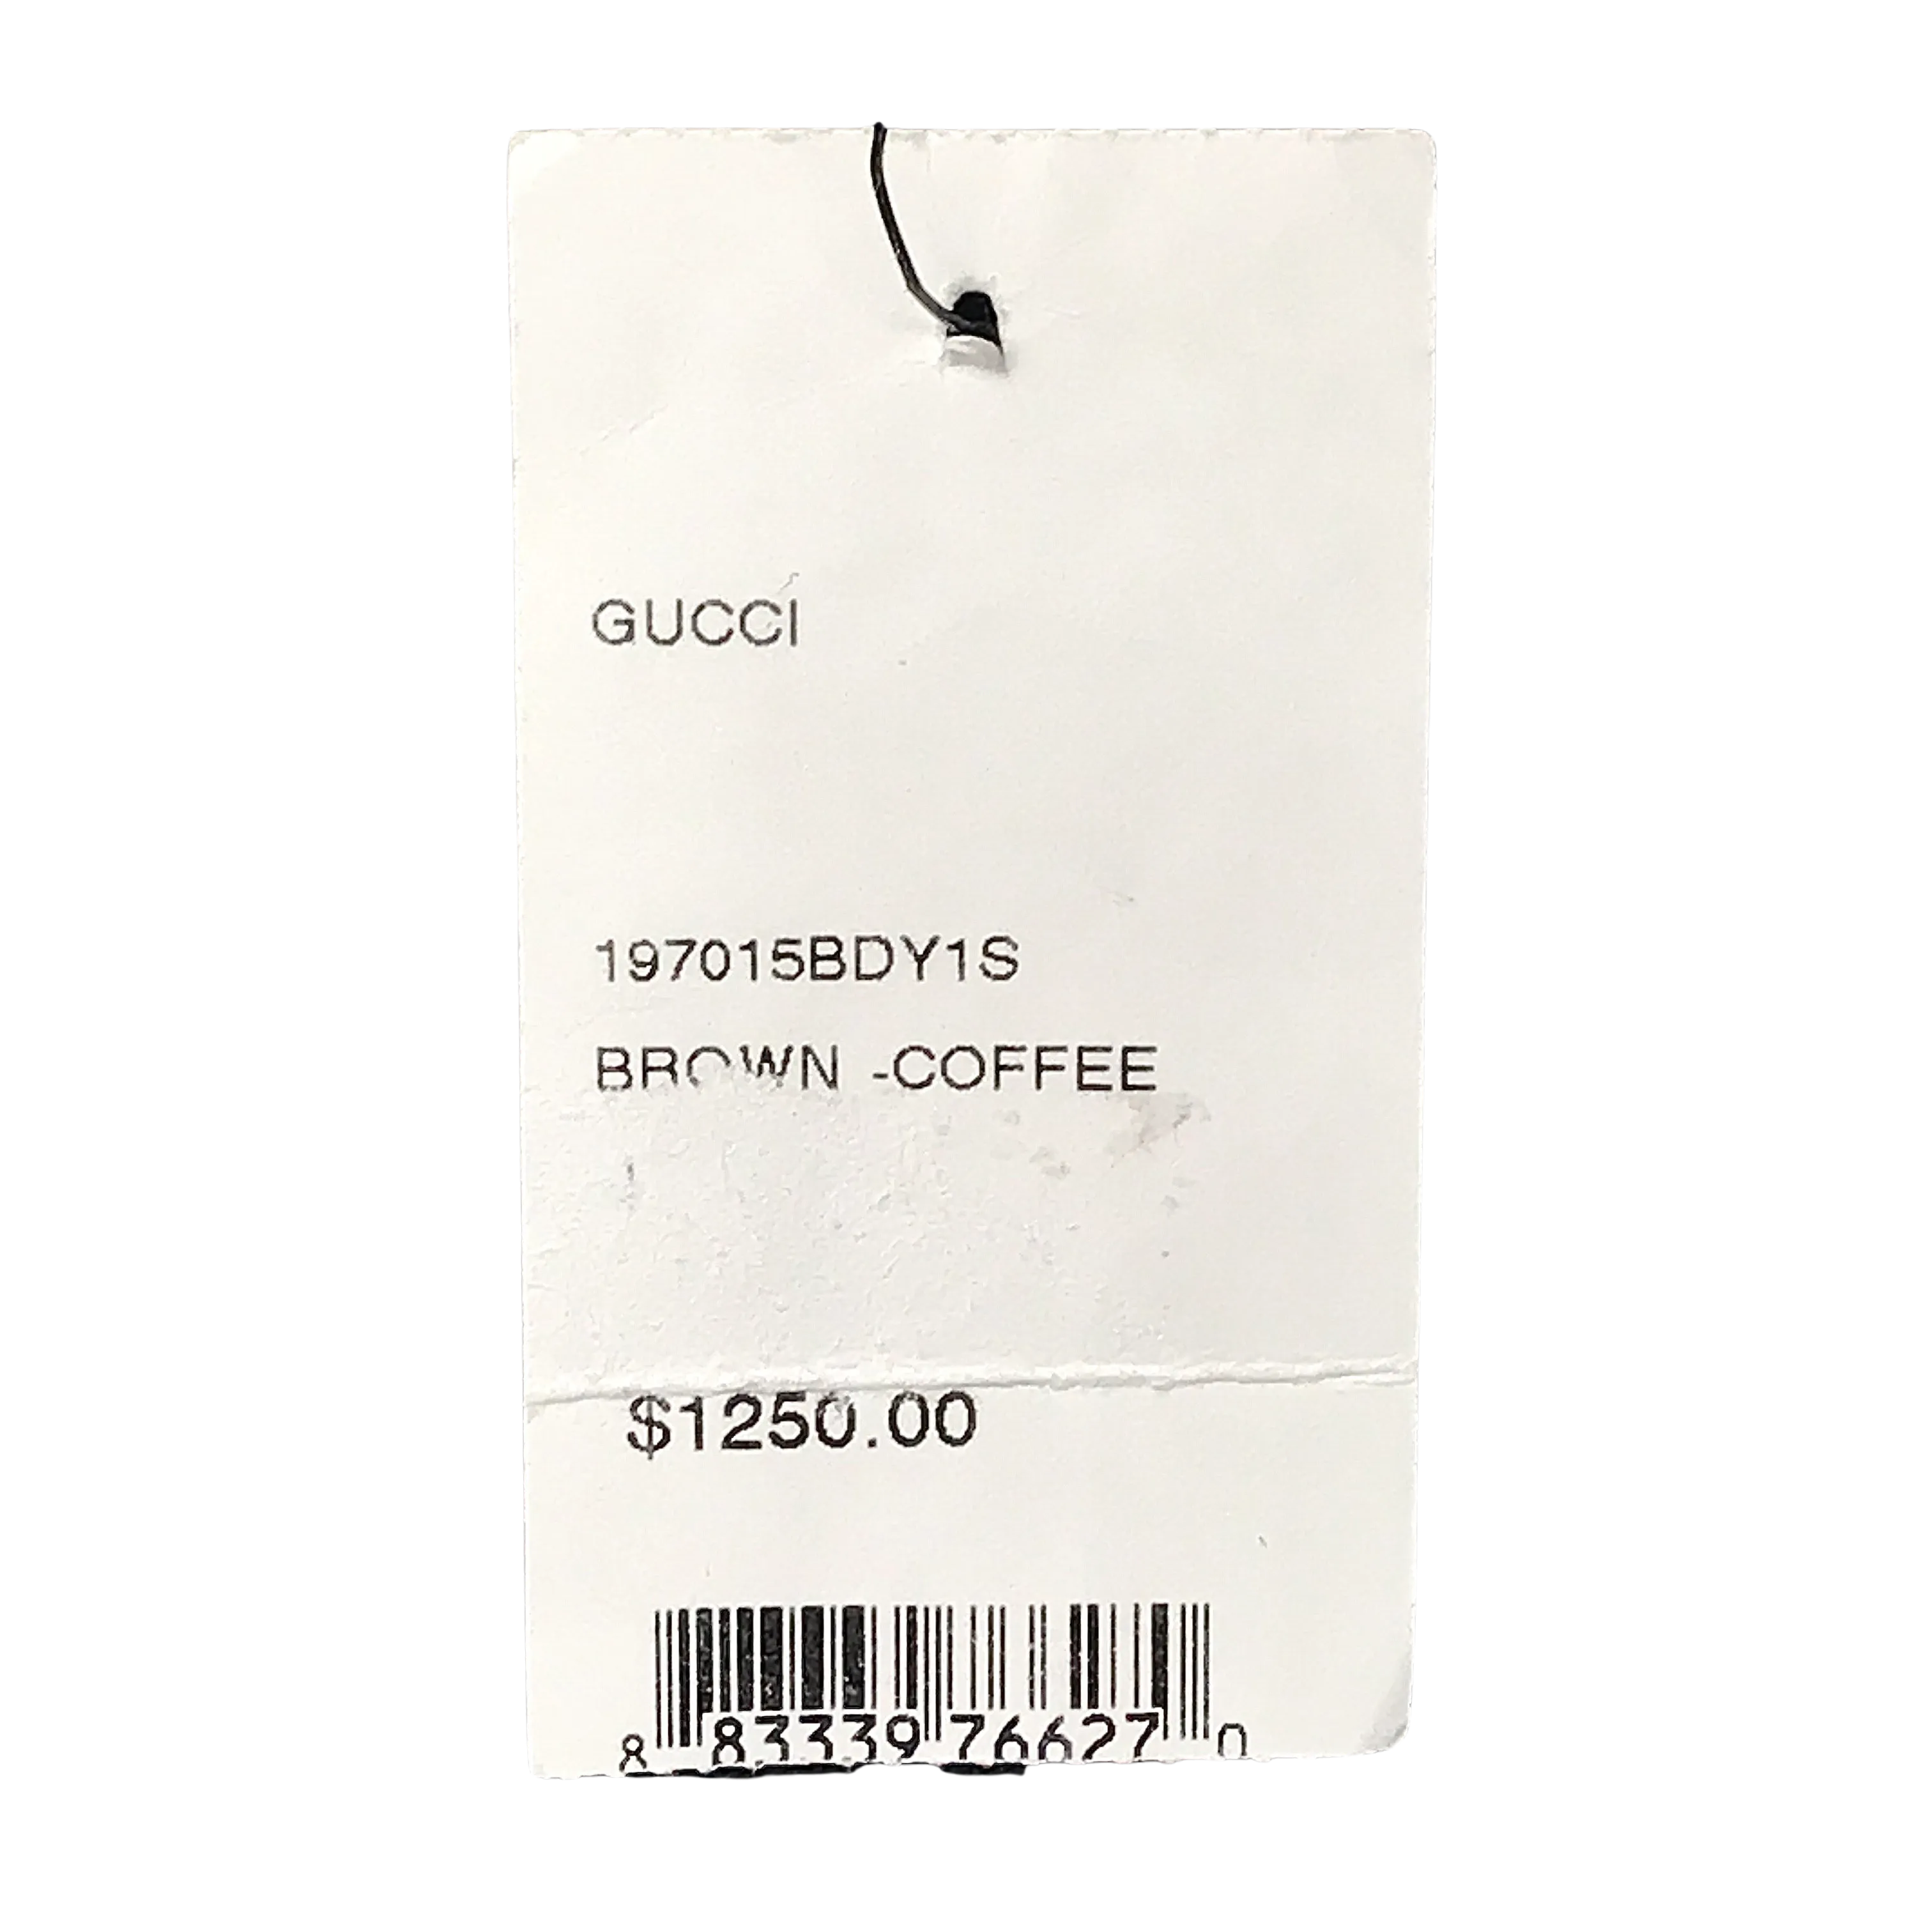 GUCCI
197015BDY1S
BROWN -COFFEE
$1250.00
8 83339 76627 0